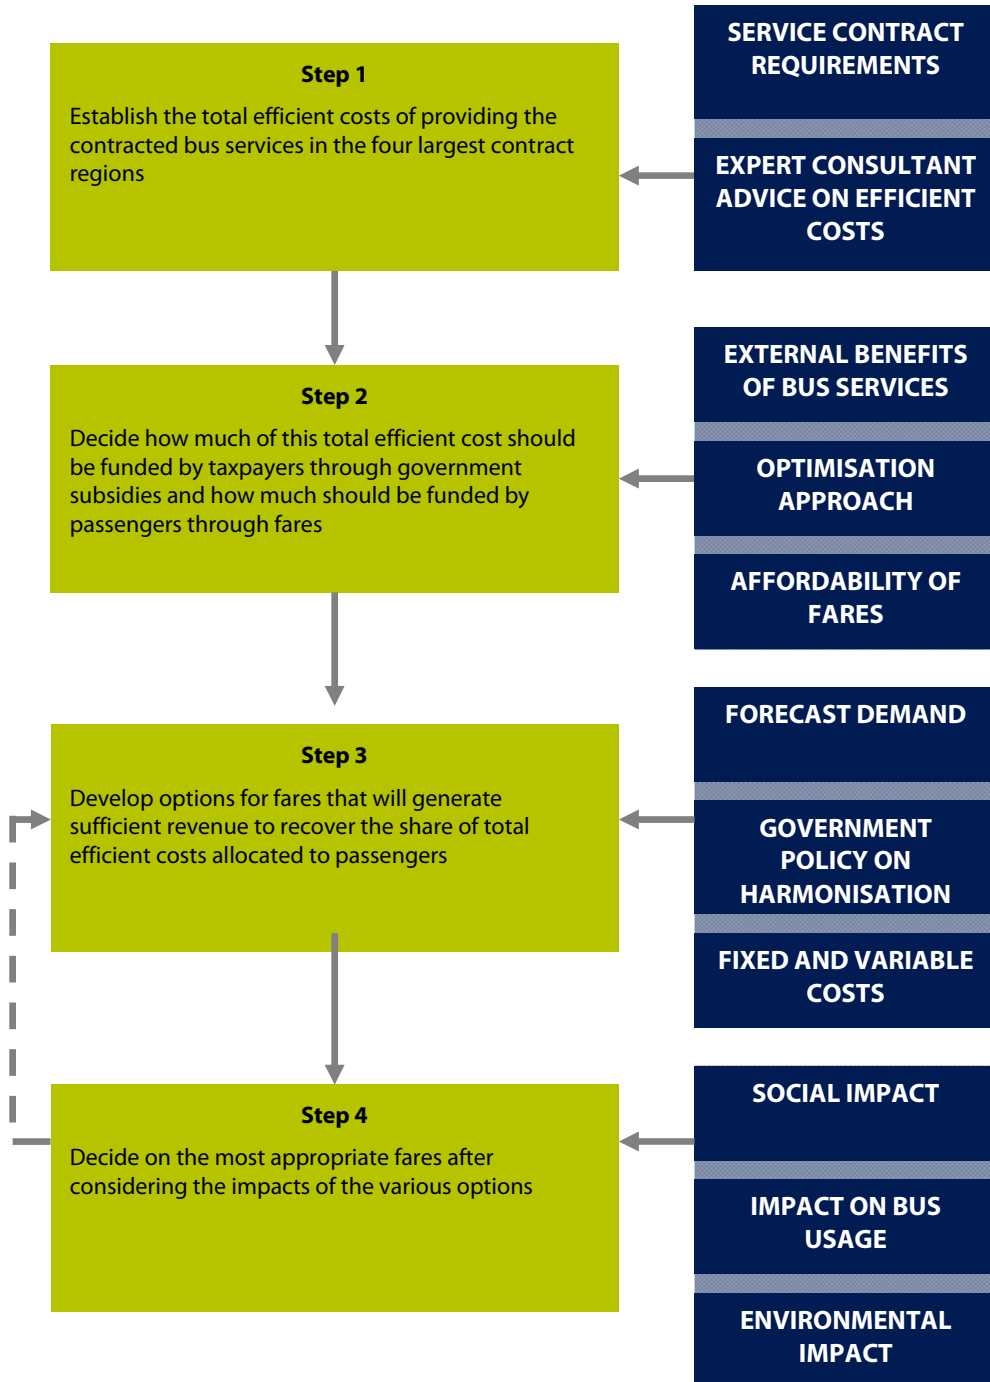 Step 1
Establish the total efficient costs of providing the
contracted bus services in the four largest contract
regions
SERVICE CONTRACT
REQUIREMENTS
EXPERT CONSULTANT
ADVICE ON EFFICIENT
COSTS
Step 2
Decide how much of this total efficient cost should
be funded by taxpayers through government
subsidies and how much should be funded by
passengers through fares
EXTERNAL BENEFITS
OF BUS SERVICES
OPTIMISATION
APPROACH
AFFORDABILITY OF
FARES
Step 3
Develop options for fares that will generate
sufficient revenue to recover the share of total
efficient costs allocated to passengers
FORECAST DEMAND
GOVERNMENT
POLICY ON
HARMONISATION
FIXED AND VARIABLE
COSTS
Step 4
Decide on the most appropriate fares after
considering the impacts of the various options
SOCIAL IMPACT
IMPACT ON BUS
USAGE
ENVIRONMENTAL
IMPACT